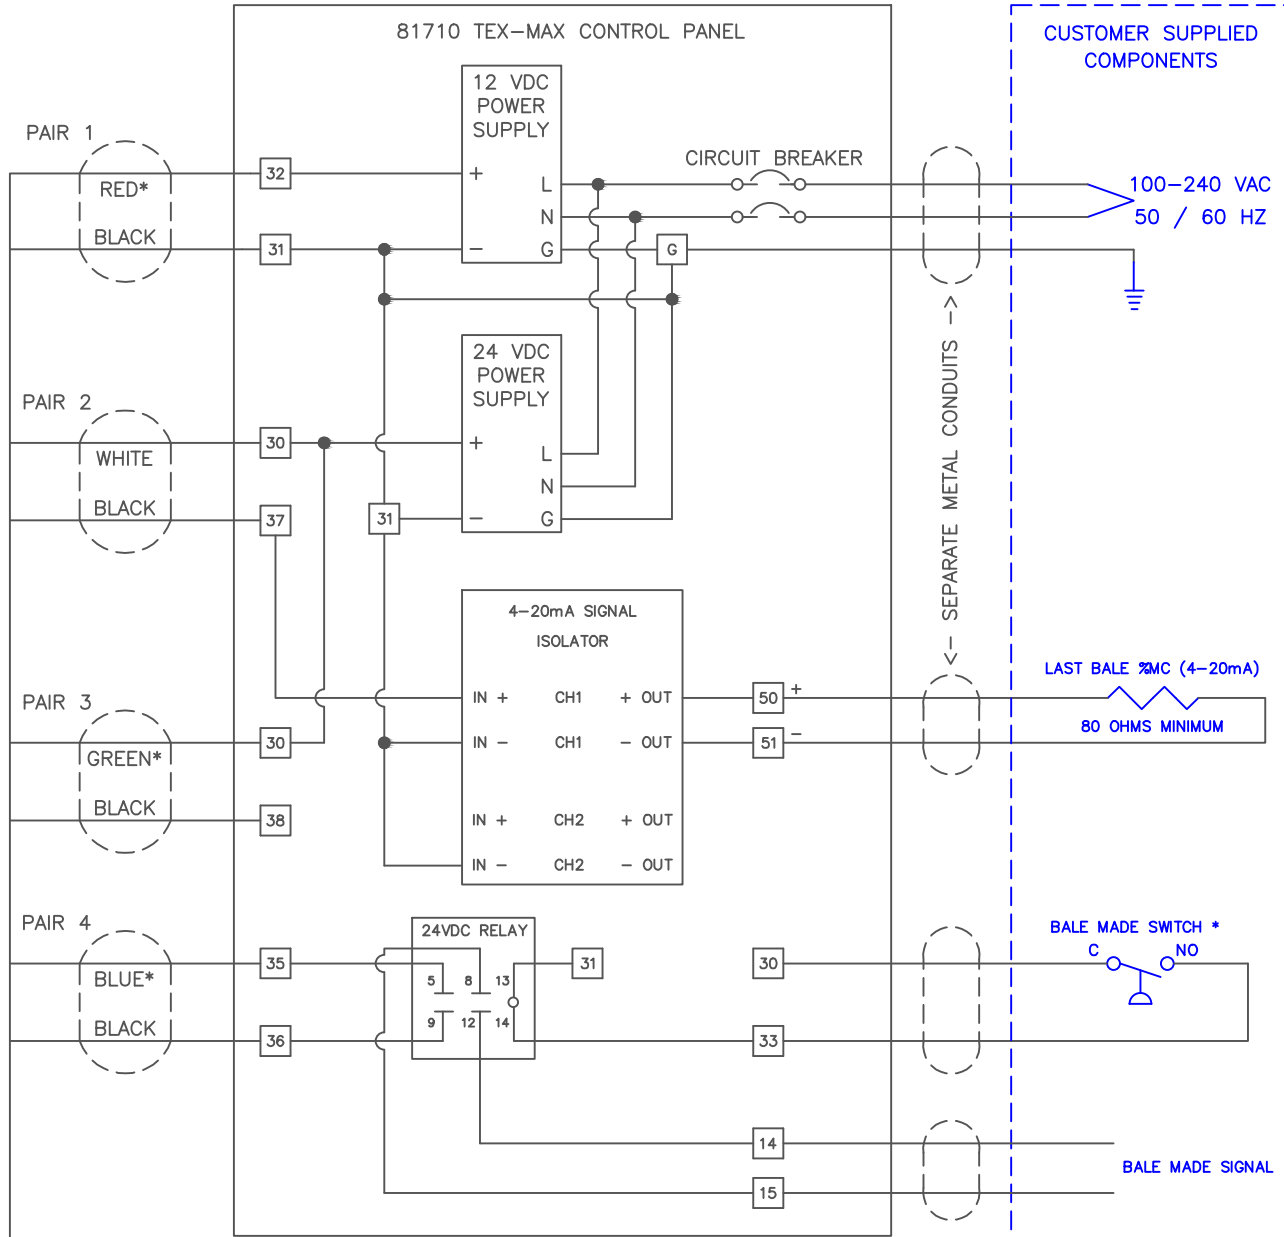 81710 TEX-MAX CONTROL PANEL
CUSTOMER SUPPLIED
COMPONENTS
12 VDC
POWER
SUPPLY
+
-
L
N
G
PAIR 1
RED*
BLACK
32
31
CIRCUIT BREAKER
G
100-240 VAC
50 / 60 HZ
24 VDC
POWER
SUPPLY
+
-
L
N
G
PAIR 2
WHITE
BLACK
30
37
31
<- SEPARATE METAL CONDUITS ->
4-20mA SIGNAL
ISOLATOR
IN + CH1 + OUT
IN - CH1 - OUT
IN + CH2 + OUT
IN - CH2 - OUT
50 +
51 -
LAST BALE %MC (4-20mA)
80 OHMS MINIMUM
PAIR 3
GREEN*
BLACK
30
38
PAIR 4
BLUE*
BLACK
35
36
24VDC RELAY
5 8 13
9 12 14
31
30
33
BALE MADE SWITCH *
C NO
14
15
BALE MADE SIGNAL